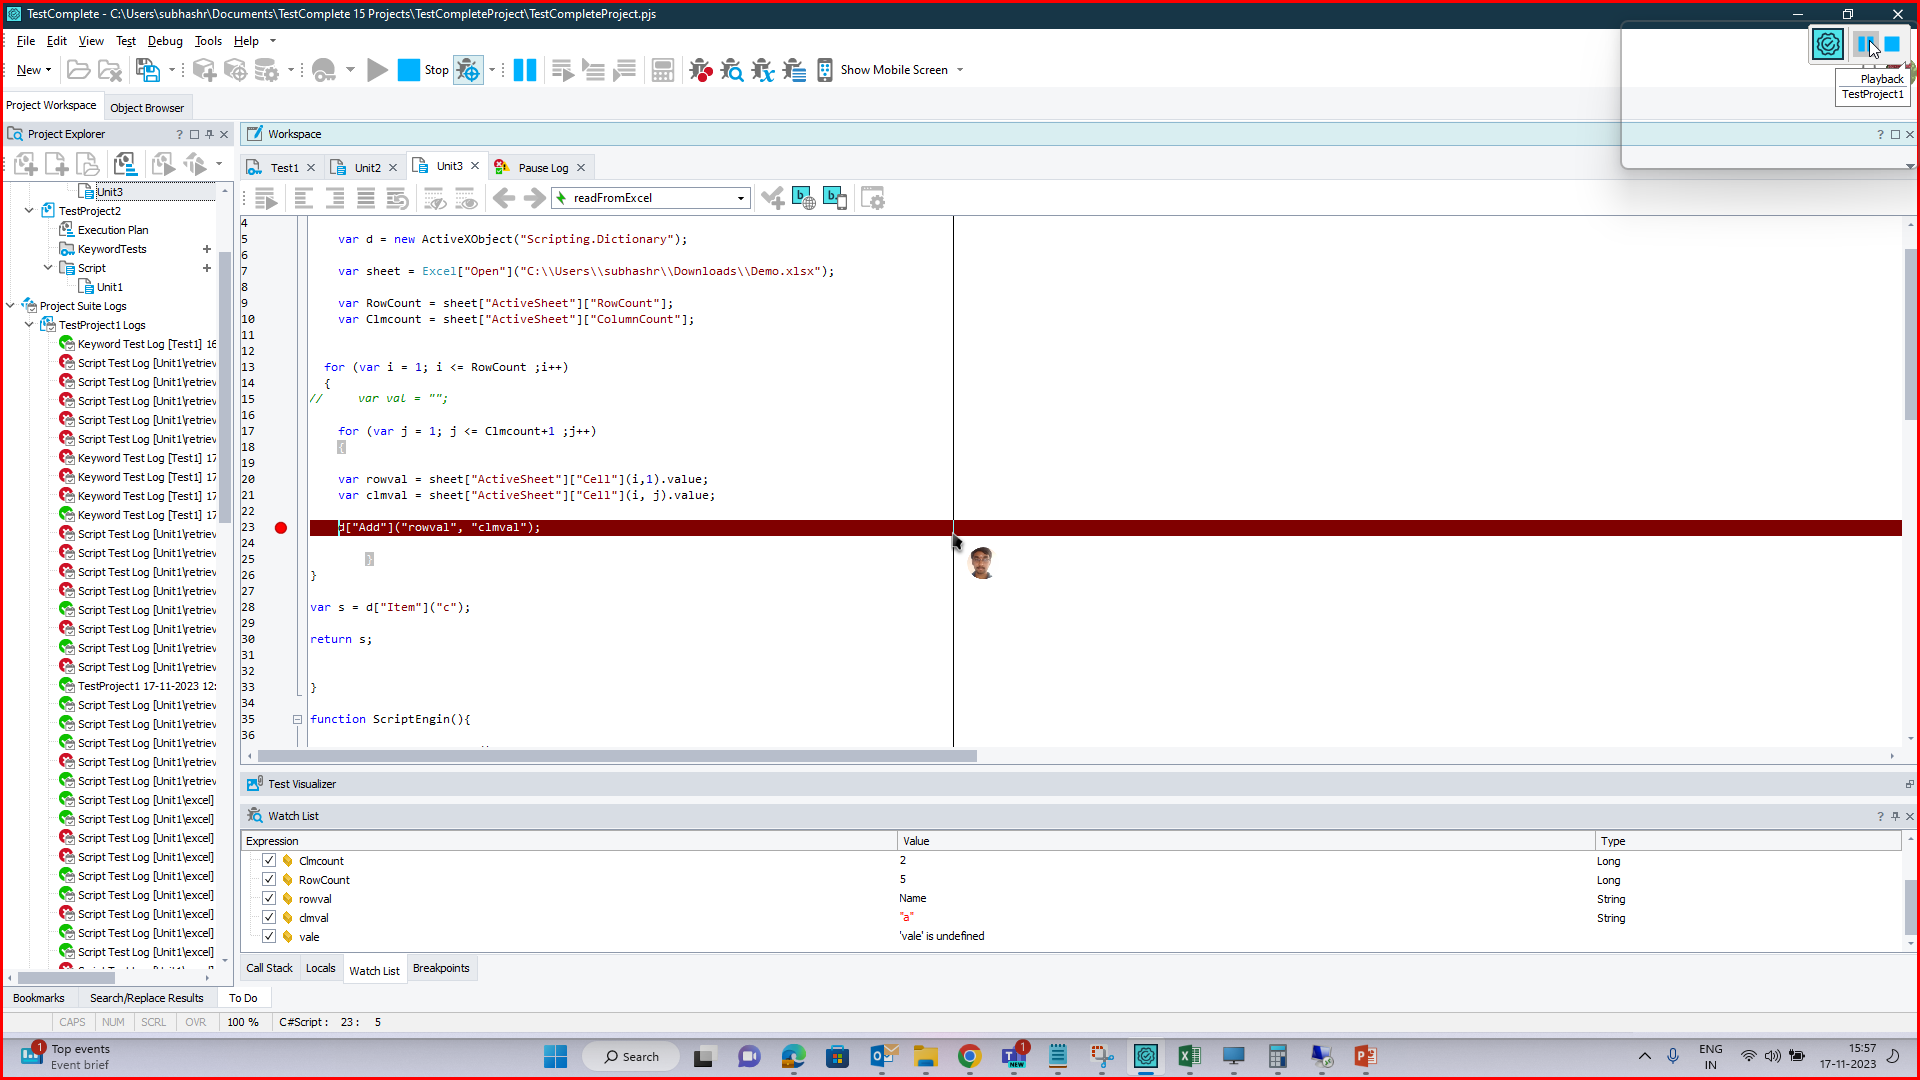 TestComplete - C:\Users\subhashr\Documents\TestComplete 15 Projects\TestCompleteProject\TestCompleteProject.pjs
File Edit View Test Debug Tools Help
New Stop Show Mobile Screen
Playback
TestProject1
Project Workspace Object Browser
Project Explorer
Workspace
Test1 Unit2 Unit3 Pause Log
readFromExcel
Unit3
TestProject2
Execution Plan
KeywordTests
Script
Unit1
Project Suite Logs
TestProject1 Logs
Keyword Test Log [Test1] 16
Script Test Log [Unit1\retriev
Script Test Log [Unit1\retriev
Script Test Log [Unit1\retriev
Script Test Log [Unit1\retriev
Script Test Log [Unit1\retriev
Keyword Test Log [Test1] 17
Keyword Test Log [Test1] 17
Keyword Test Log [Test1] 17
Keyword Test Log [Test1] 17
Script Test Log [Unit1\retriev
Script Test Log [Unit1\retriev
Script Test Log [Unit1\retriev
Script Test Log [Unit1\retriev
Script Test Log [Unit1\retriev
Script Test Log [Unit1\retriev
Script Test Log [Unit1\retriev
Script Test Log [Unit1\retriev
TestProject1 17-11-2023 12:
Script Test Log [Unit1\retriev
Script Test Log [Unit1\retriev
Script Test Log [Unit1\retriev
Script Test Log [Unit1\retriev
Script Test Log [Unit1\retriev
Script Test Log [Unit1\excel]
Script Test Log [Unit1\excel]
Script Test Log [Unit1\excel]
Script Test Log [Unit1\excel]
Script Test Log [Unit1\excel]
Script Test Log [Unit1\excel]
Script Test Log [Unit1\excel]
Script Test Log [Unit1\excel]
Script Test Log [Unit1\excel]
4
5 var d = new ActiveXObject("Scripting.Dictionary");
6
7 var sheet = Excel["Open"]("C:\\Users\\subhashr\\Downloads\\Demo.xlsx");
8
9 var RowCount = sheet["ActiveSheet"]["RowCount"];
10 var Clmcount = sheet["ActiveSheet"]["ColumnCount"];
11
12
13 for (var i = 1; i <= RowCount ;i++)
14 {
15 // var val = "";
16
17 for (var j = 1; j <= Clmcount+1 ;j++)
18 {
19
20 var rowval = sheet["ActiveSheet"]["Cell"](i,1).value;
21 var clmval = sheet["ActiveSheet"]["Cell"](i, j).value;
22
23 d["Add"]("rowval", "clmval");
24
25 }
26 }
27
28 var s = d["Item"]("c");
29
30 return s;
31
32
33 }
34
35 function ScriptEngin(){
36
Test Visualizer
Watch List
Expression Value Type
Clmcount 2 Long
RowCount 5 Long
rowval Name String
clmval "a" String
vale 'vale' is undefined
Call Stack Locals Watch List Breakpoints
Bookmarks Search/Replace Results To Do
CAPS NUM SCRL OVR 100 % C#Script : 23 : 5
1 Top events
Event brief
Search
1
NEW
ENG
IN
15:57
17-11-2023